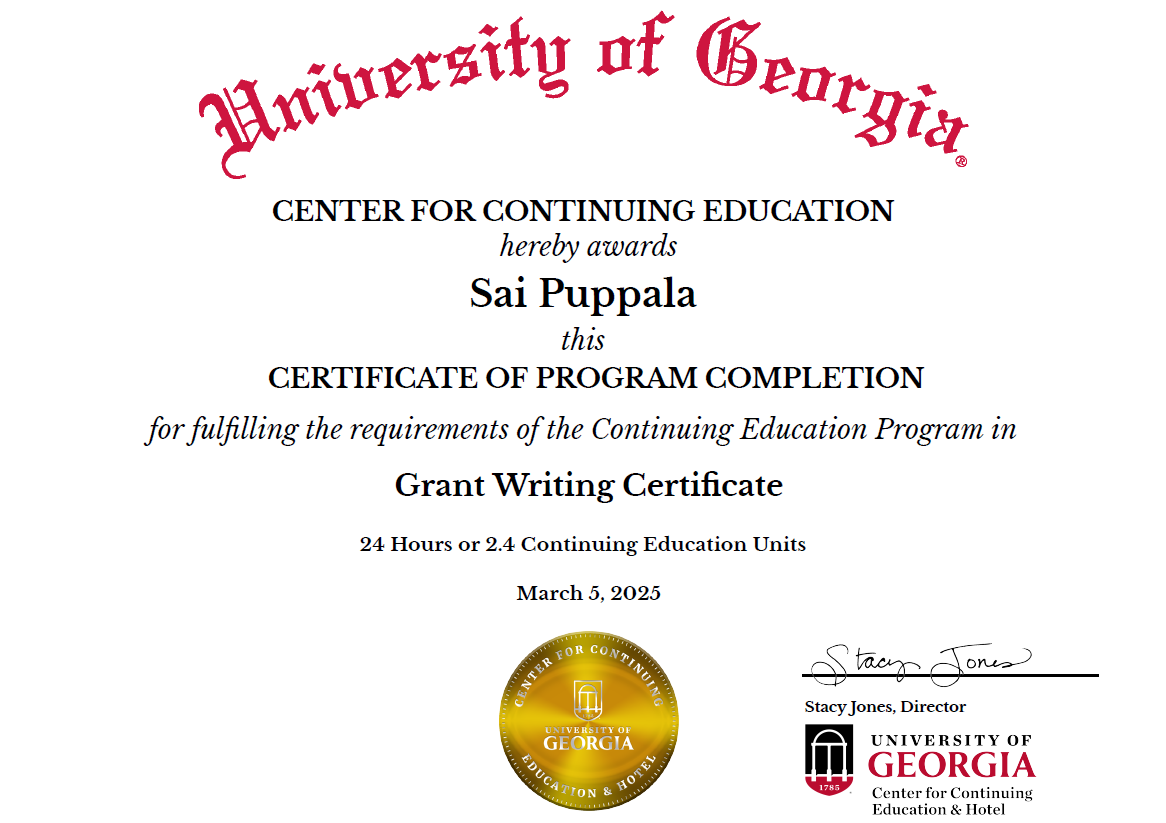 University of Georgia®
CENTER FOR CONTINUING EDUCATION
hereby awards
Sai Puppala
this
CERTIFICATE OF PROGRAM COMPLETION
for fulfilling the requirements of the Continuing Education Program in
Grant Writing Certificate
24 Hours or 2.4 Continuing Education Units
March 5, 2025
CENTER FOR CONTINUING
UNIVERSITY OF
GEORGIA
EDUCATION & HOTEL
Stacy Jones
Stacy Jones, Director
UNIVERSITY OF
GEORGIA
1785
Center for Continuing
Education & Hotel